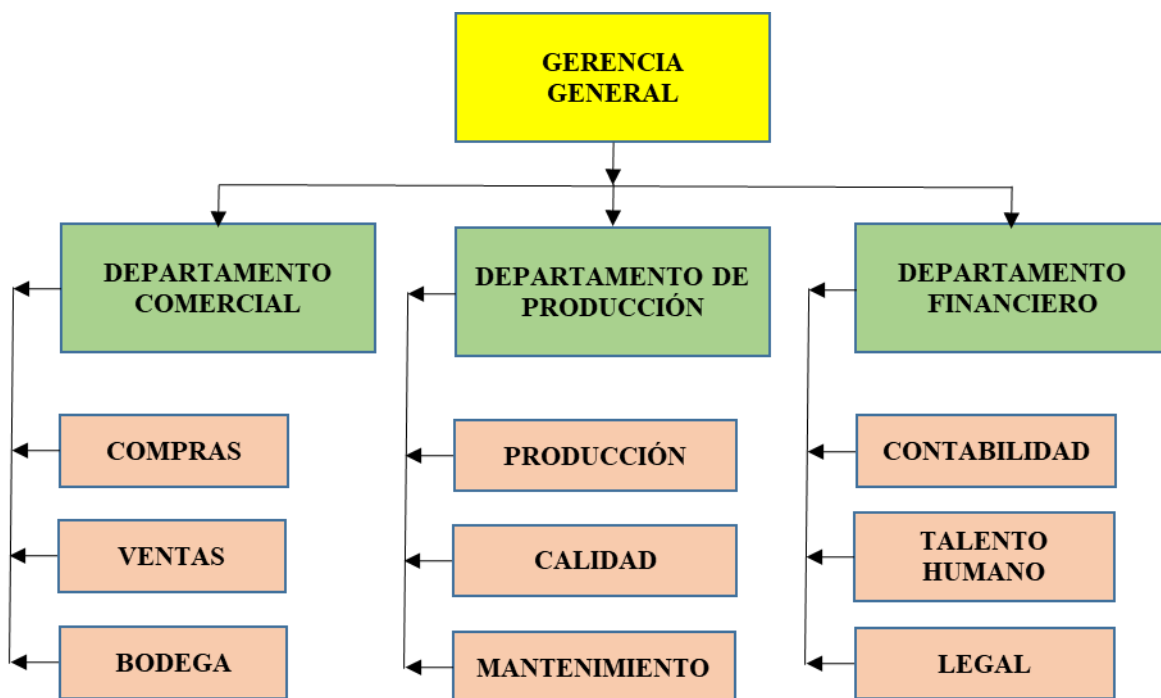 GERENCIA
GENERAL
DEPARTAMENTO
COMERCIAL
DEPARTAMENTO DE
PRODUCCIÓN
DEPARTAMENTO
FINANCIERO
COMPRAS
VENTAS
BODEGA
PRODUCCIÓN
CALIDAD
MANTENIMIENTO
CONTABILIDAD
TALENTO
HUMANO
LEGAL